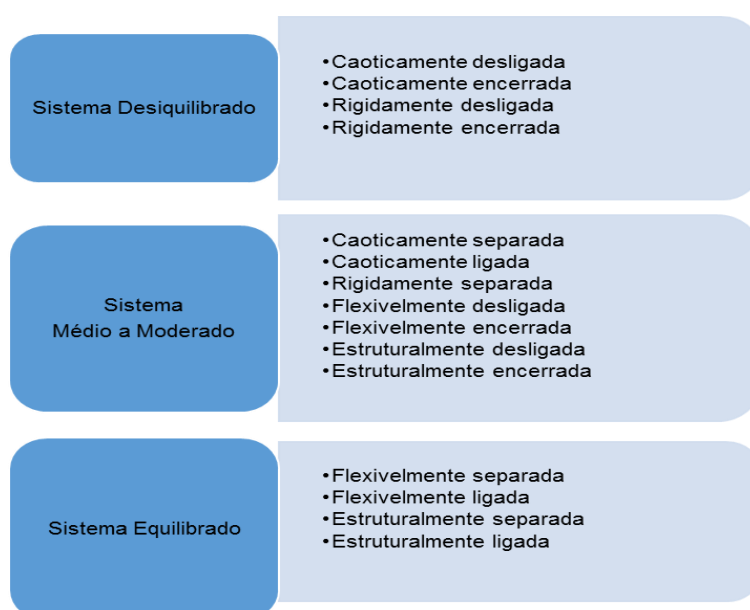 Sistema Desiquilibrado
•Caoticamente desligada
•Caoticamente encerrada
•Rigidamente desligada
•Rigidamente encerrada
Sistema
Médio a Moderado
•Caoticamente separada
•Caoticamente ligada
•Rigidamente separada
•Flexivelmente desligada
•Flexivelmente encerrada
•Estruturalmente desligada
•Estruturalmente encerrada
Sistema Equilibrado
•Flexivelmente separada
•Flexivelmente ligada
•Estruturalmente separada
•Estruturalmente ligada